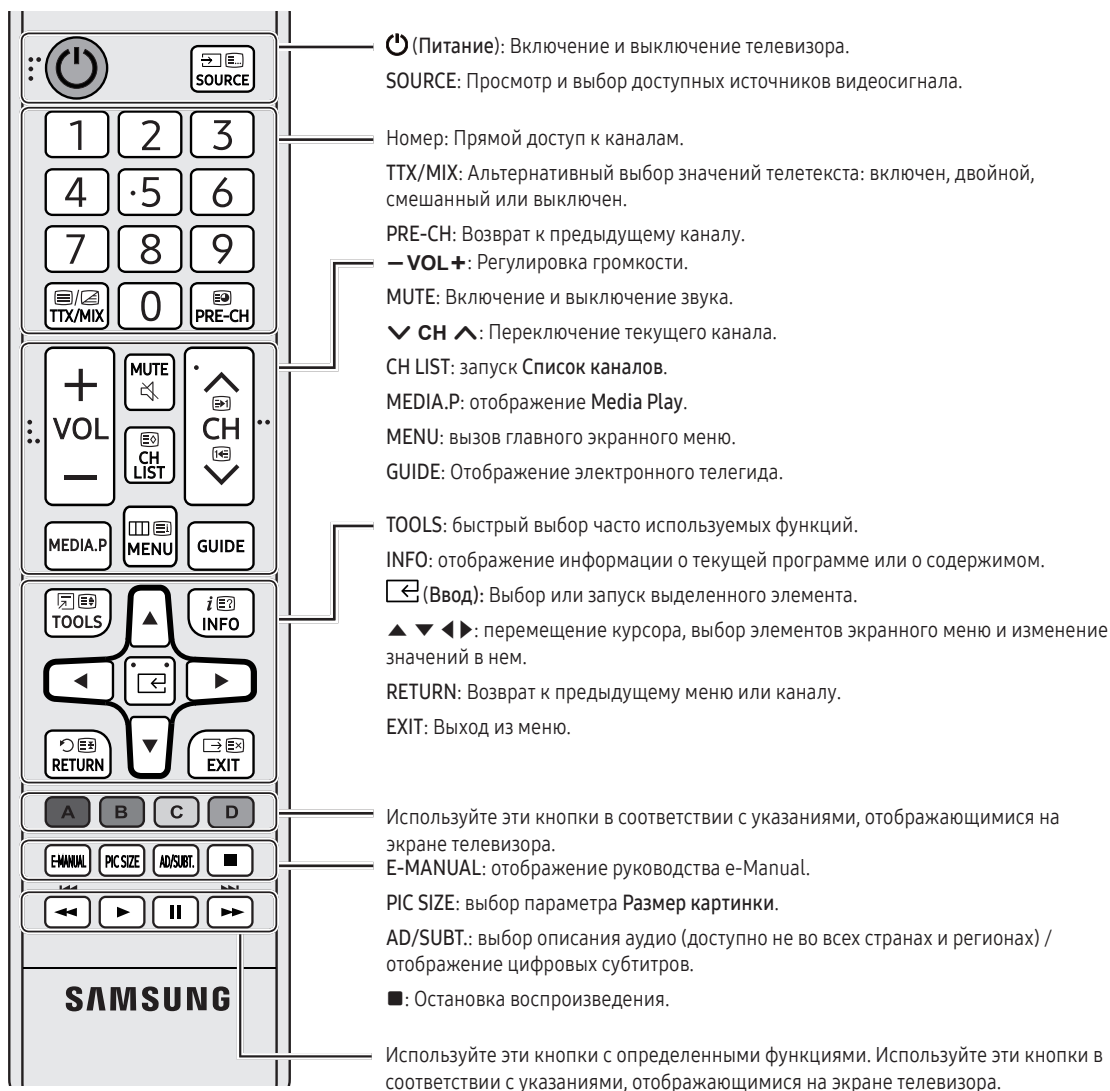 SOURCE
1 2 3
4 ·5 6
7 8 9
TTX/MIX 0 PRE-CH
+ VOL —
MUTE
CH LIST
CH
MEDIA.P MENU GUIDE
TOOLS INFO
RETURN EXIT
A B C D
E-MANUAL PIC SIZE AD/SUBT.
SAMSUNG
(Питание): Включение и выключение телевизора.
SOURCE: Просмотр и выбор доступных источников видеосигнала.
Номер: Прямой доступ к каналам.
TTX/MIX: Альтернативный выбор значений телетекста: включен, двойной,
смешанный или выключен.
PRE-CH: Возврат к предыдущему каналу.
— VOL +: Регулировка громкости.
MUTE: Включение и выключение звука.
CH : Переключение текущего канала.
CH LIST: запуск Список каналов.
MEDIA.P: отображение Media Play.
MENU: вызов главного экранного меню.
GUIDE: Отображение электронного телегида.
TOOLS: быстрый выбор часто используемых функций.
INFO: отображение информации о текущей программе или о содержимом.
(Ввод): Выбор или запуск выделенного элемента.
▲ ▼ ◀ ▶: перемещение курсора, выбор элементов экранного меню и изменение
значений в нем.
RETURN: Возврат к предыдущему меню или каналу.
EXIT: Выход из меню.
Используйте эти кнопки в соответствии с указаниями, отображающимися на
экране телевизора.
E-MANUAL: отображение руководства e-Manual.
PIC SIZE: выбор параметра Размер картинки.
AD/SUBT.: выбор описания аудио (доступно не во всех странах и регионах) /
отображение цифровых субтитров.
■: Остановка воспроизведения.
Используйте эти кнопки с определенными функциями. Используйте эти кнопки в
соответствии с указаниями, отображающимися на экране телевизора.